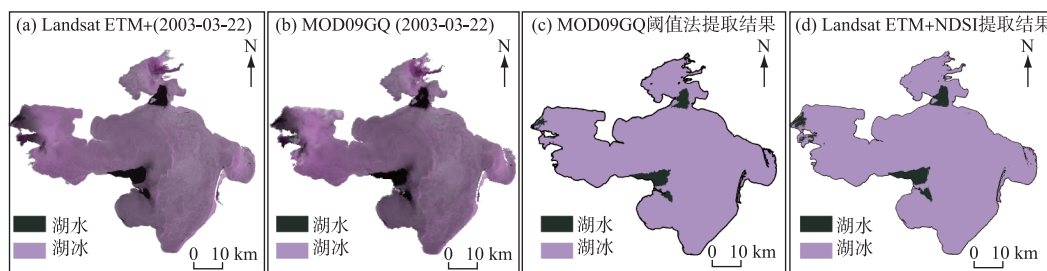 (a) Landsat ETM+(2003-03-22)
N
湖水
湖冰
0 10 km
(b) MOD09GQ (2003-03-22)
N
湖水
湖冰
0 10 km
(c) MOD09GQ阈值法提取结果
N
湖水
湖冰
0 10 km
(d) Landsat ETM+NDSI提取结果
N
湖水
湖冰
0 10 km